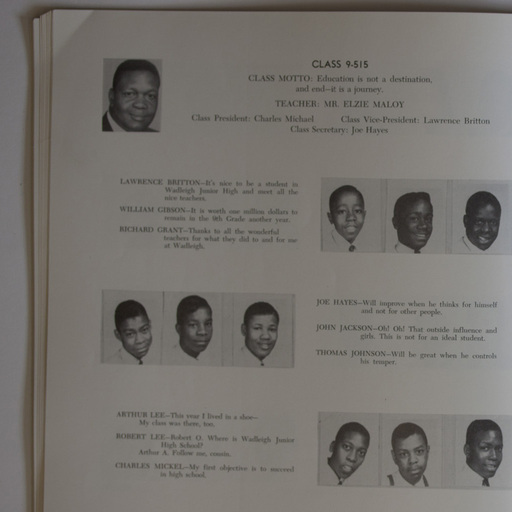 CLASS 9-515
CLASS MOTTO: Education is not a destination,
and end—it is a journey.
TEACHER: MR. ELZIE MALOY
Class President: Charles Michael Class Vice-President: Lawrence Britton
Class Secretary: Joe Hayes
LAWRENCE BRITTON—It's nice to be a student in
Wadleigh Junior High and meet all the
nice teachers.
WILLIAM GIBSON—It is worth one million dollars to
remain in the 9th Grade another year.
RICHARD GRANT—Thanks to all the wonderful
teachers for what they did to and for me
at Wadleigh.
JOE HAYES—Will improve when he thinks for himself
and not for other people.
JOHN JACKSON—Oh! Oh! That outside influence and
girls. This is not for an ideal student.
THOMAS JOHNSON—Will be great when he controls
his temper.
ARTHUR LEE—This year I lived in a shoe—
My class was there, too.
ROBERT LEE—Robert O. Where is Wadleigh Junior
High School?
Arthur A. Follow me, cousin.
CHARLES MICKEL—My first objective is to succeed
in high school.